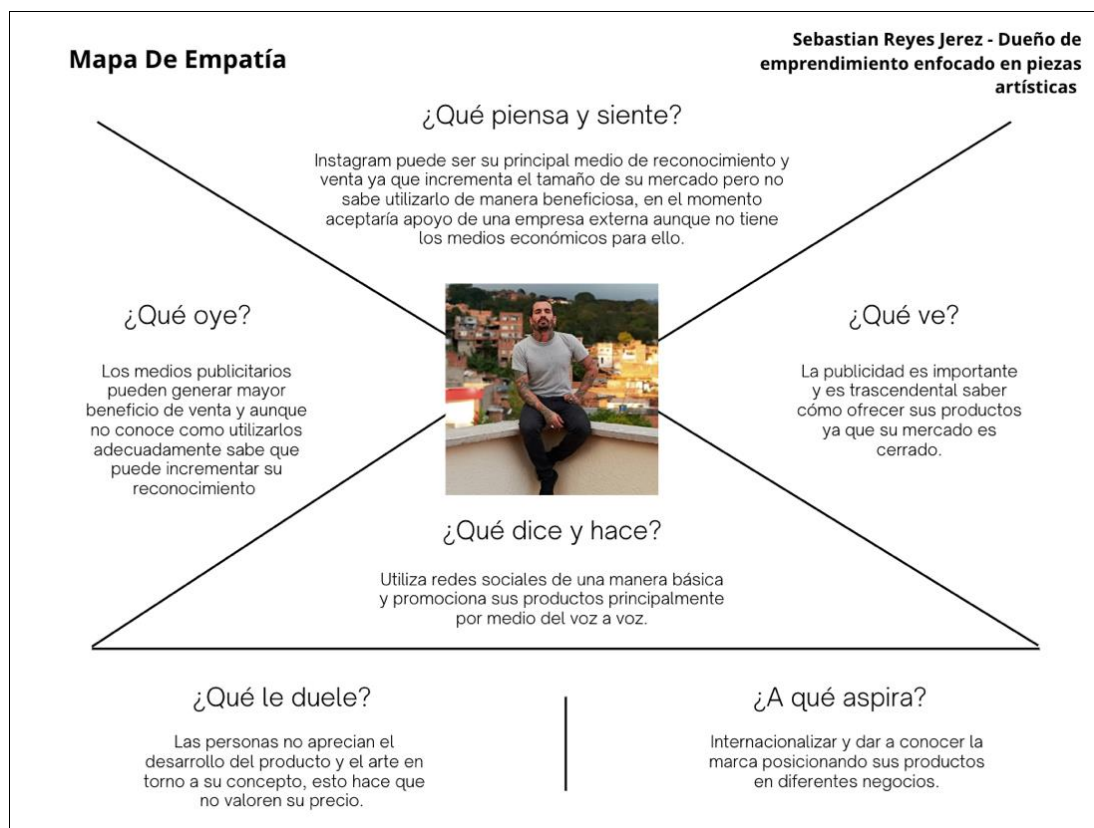 Mapa De Empatía
Sebastian Reyes Jerez - Dueño de
emprendimiento enfocado en piezas
artísticas
¿Qué piensa y siente?
Instagram puede ser su principal medio de reconocimiento y
venta ya que incrementa el tamaño de su mercado pero no
sabe utilizarlo de manera beneficiosa, en el momento
aceptaría apoyo de una empresa externa aunque no tiene
los medios económicos para ello.
¿Qué oye?
Los medios publicitarios
pueden generar mayor
beneficio de venta y aunque
no conoce como utilizarlos
adecuadamente sabe que
puede incrementar su
reconocimiento
¿Qué ve?
La publicidad es importante
y es trascendental saber
cómo ofrecer sus productos
ya que su mercado es
cerrado.
¿Qué dice y hace?
Utiliza redes sociales de una manera básica
y promociona sus productos principalmente
por medio del voz a voz.
¿Qué le duele?
Las personas no aprecian el
desarrollo del producto y el arte en
torno a su concepto, esto hace que
no valoren su precio.
¿A qué aspira?
Internacionalizar y dar a conocer la
marca posicionando sus productos
en diferentes negocios.